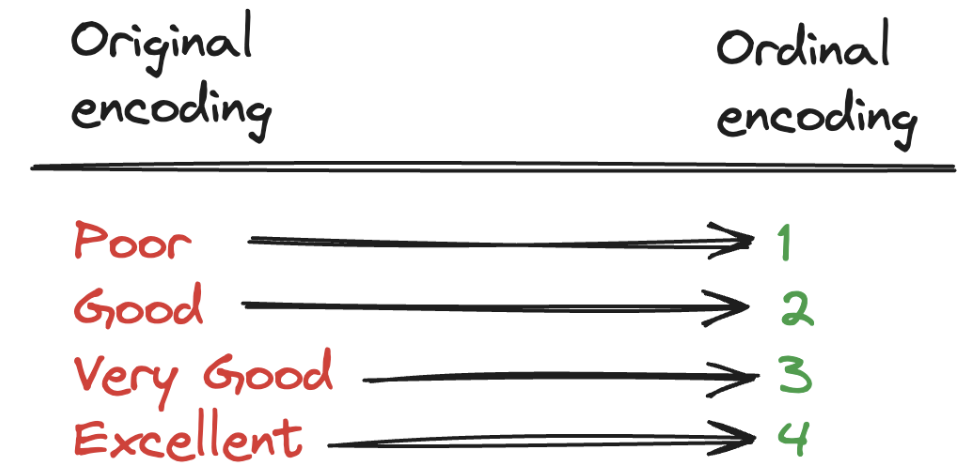 Original encoding
Ordinal encoding
Poor 1
Good 2
Very Good 3
Excellent 4